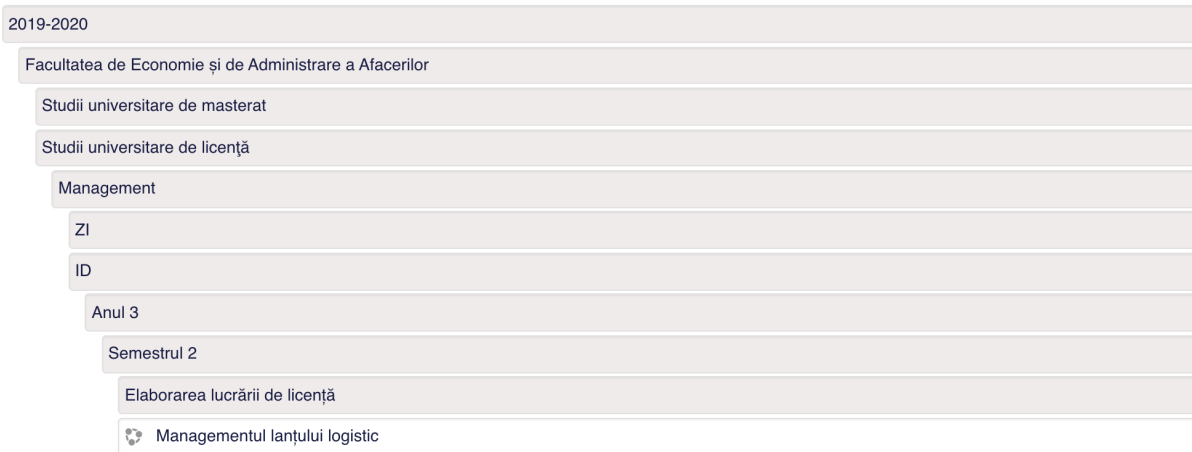 2019-2020
Facultatea de Economie și de Administrare a Afacerilor
Studii universitare de masterat
Studii universitare de licenţă
Management
ZI
ID
Anul 3
Semestrul 2
Elaborarea lucrării de licență
Managementul lanțului logistic